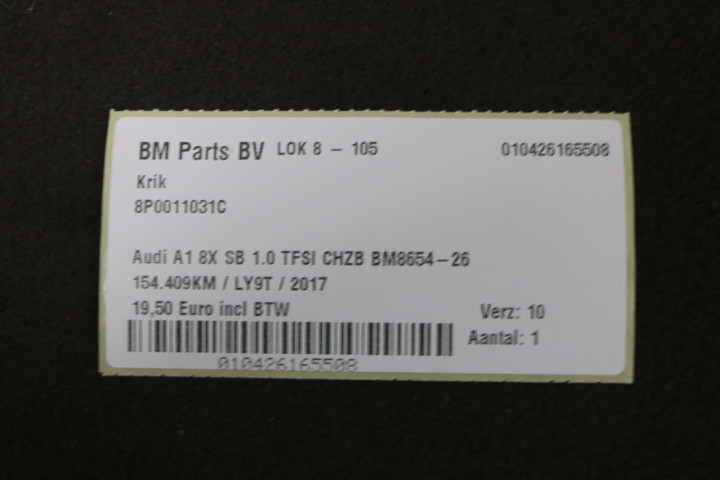 BM Parts BV LOK 8 - 105 010426165508
Krik
8P0011031C
Audi A1 8X SB 1.0 TFSI CHZB BM8654-26
154.409KM / LY9T / 2017
19,50 Euro incl BTW Verz: 10
Aantal: 1
010426165508